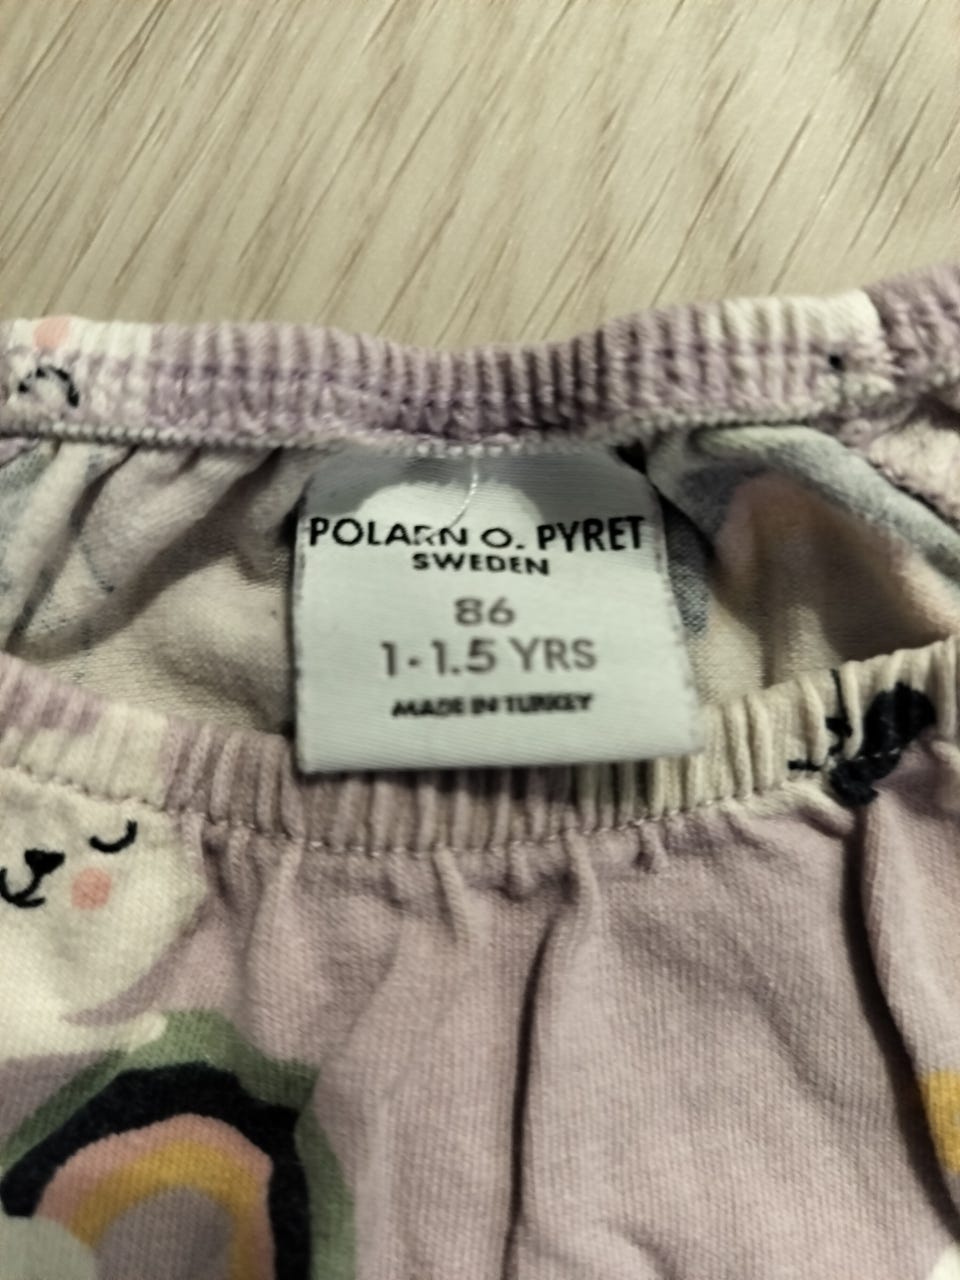 POLARN O. PYRET
SWEDEN
86
1-1.5 YRS
MADE IN TURKEY